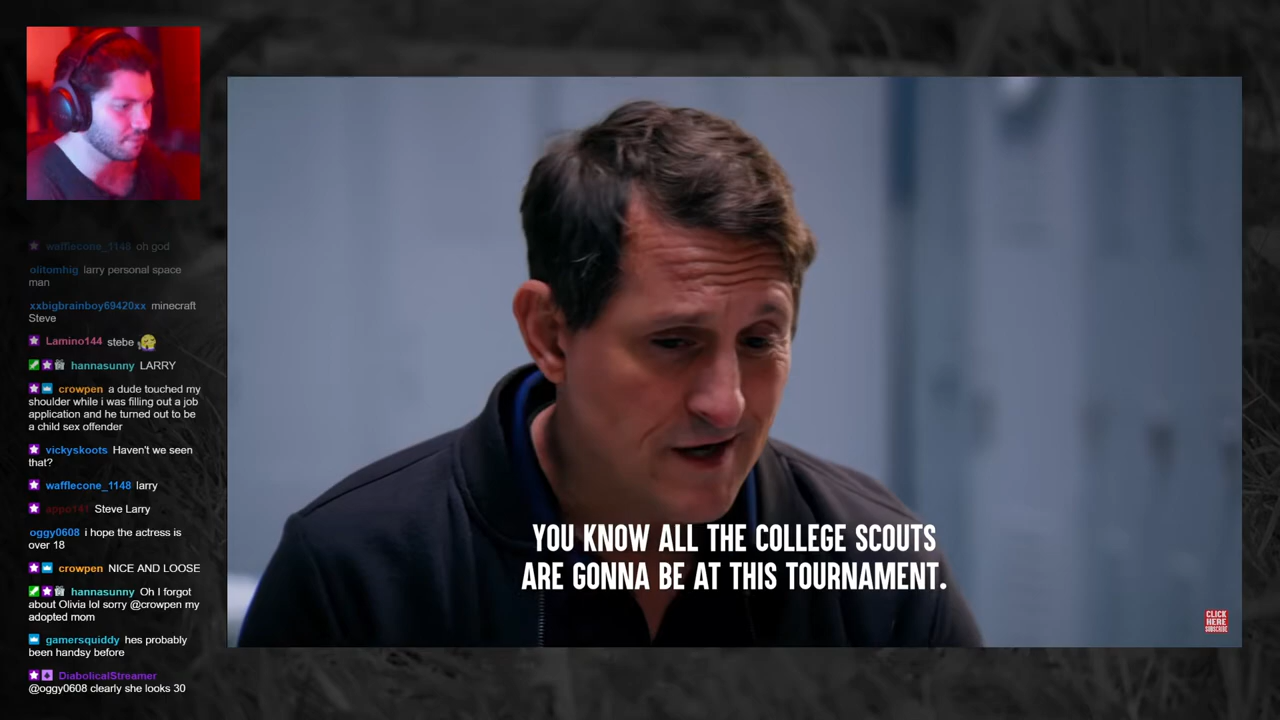 wafflecone_1148 oh god
olitomhig larry personal space
man
xxbigbrainboy69420xx minecraft
Steve
Lamino144 stebe
hannasunny LARRY
crowpen a dude touched my
shoulder while i was filling out a job
application and he turned out to be
a child sex offender
vickyskoots Haven't we seen
that?
wafflecone_1148 larry
appo141 Steve Larry
oggy0608 i hope the actress is
over 18
crowpen NICE AND LOOSE
hannasunny Oh I forgot
about Olivia lol sorry @crowpen my
adopted mom
gamersquiddy hes probably
been handsy before
DiabolicalStreamer
@oggy0608 clearly she looks 30
YOU KNOW ALL THE COLLEGE SCOUTS
ARE GONNA BE AT THIS TOURNAMENT.
CLICK
HERE
SUBSCRIBE